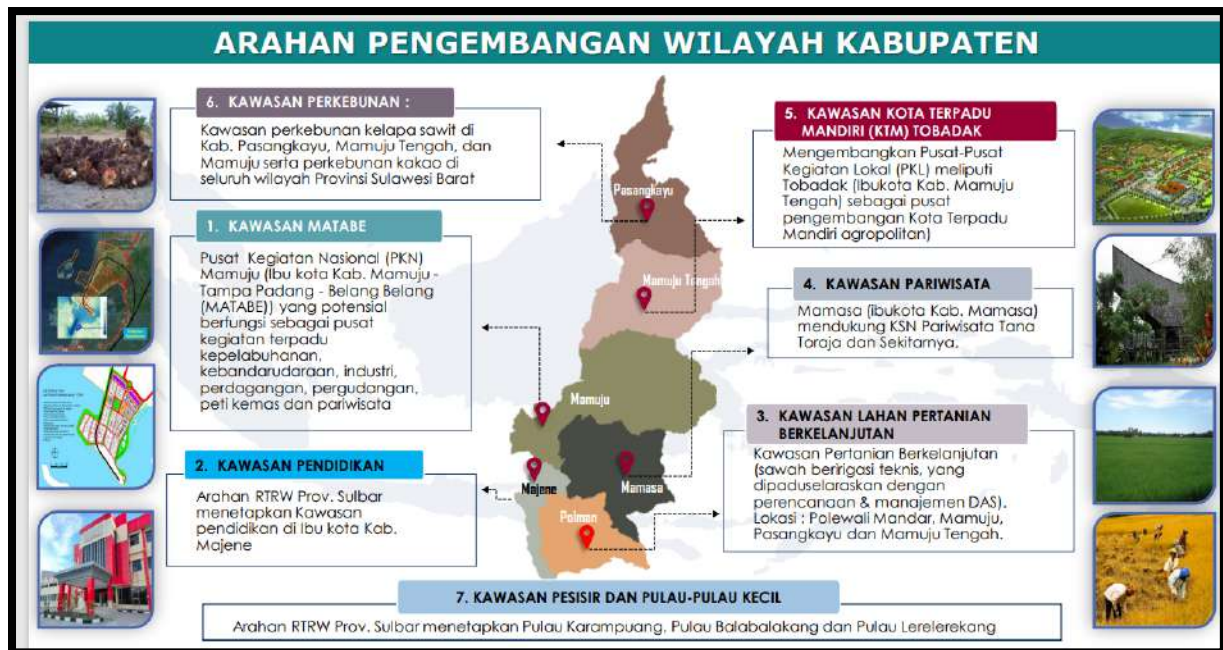 ARAHAN PENGEMBANGAN WILAYAH KABUPATEN
6. KAWASAN PERKEBUNAN :
Kawasan perkebunan kelapa sawit di
Kab. Pasangkayu, Mamuju Tengah, dan
Mamuju serta perkebunan kakao di
seluruh wilayah Provinsi Sulawesi Barat
1. KAWASAN MATABE
Pusat Kegiatan Nasional (PKN)
Mamuju (Ibu kota Kab. Mamuju -
Tampa Padang - Belang Belang
(MATABE)) yang potensial
berfungsi sebagai pusat
kegiatan terpadu
kepelabuhanan,
kebandarudaraan, industri,
perdagangan, pergudangan,
peti kemas dan pariwisata
2. KAWASAN PENDIDIKAN
Arahan RTRW Prov. Sulbar
menetapkan Kawasan
pendidikan di Ibu kota Kab.
Majene
Pasangkayu
Mamuju Tengah
Mamuju
Majene
Mamasa
Polman
5. KAWASAN KOTA TERPADU
MANDIRI (KTM) TOBADAK
Mengembangkan Pusat-Pusat
Kegiatan Lokal (PKL) meliputi
Tobadak (Ibukota Kab. Mamuju
Tengah) sebagai pusat
pengembangan Kota Terpadu
Mandiri agropolitan)
4. KAWASAN PARIWISATA
Mamasa (ibukota Kab. Mamasa)
mendukung KSN Pariwisata Tana
Toraja dan Sekitarnya.
3. KAWASAN LAHAN PERTANIAN
BERKELANJUTAN
Kawasan Pertanian Berkelanjutan
(sawah beririgasi teknis, yang
dipaduselaraskan dengan
perencanaan & manajemen DAS).
Lokasi : Polewali Mandar, Mamuju,
Pasangkayu dan Mamuju Tengah.
7. KAWASAN PESISIR DAN PULAU-PULAU KECIL
Arahan RTRW Prov. Sulbar menetapkan Pulau Karampuang, Pulau Balabalakang dan Pulau Lerelerekang